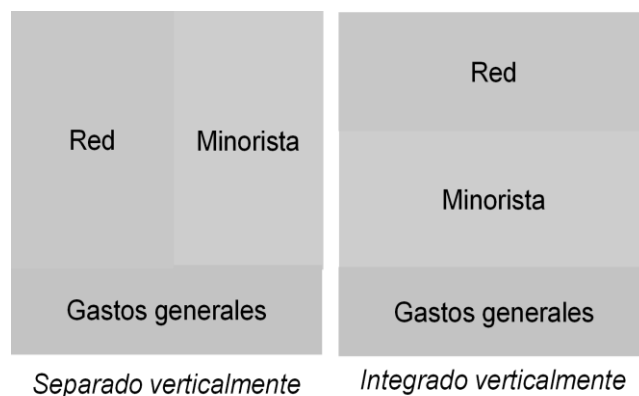 Red
Minorista
Gastos generales
Separado verticalmente
Red
Minorista
Gastos generales
Integrado verticalmente